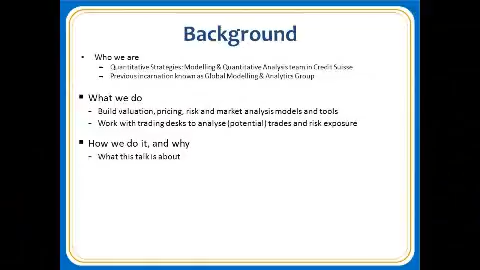 Background
• Who we are
– Quantitative Strategies: Modelling & Quantitative Analysis team in Credit Suisse
– Previous incarnation known as Global Modelling & Analytics Group
▪ What we do
– Build valuation, pricing, risk and market analysis models and tools
– Work with trading desks to analyse (potential) trades and risk exposure
▪ How we do it, and why
– What this talk is about